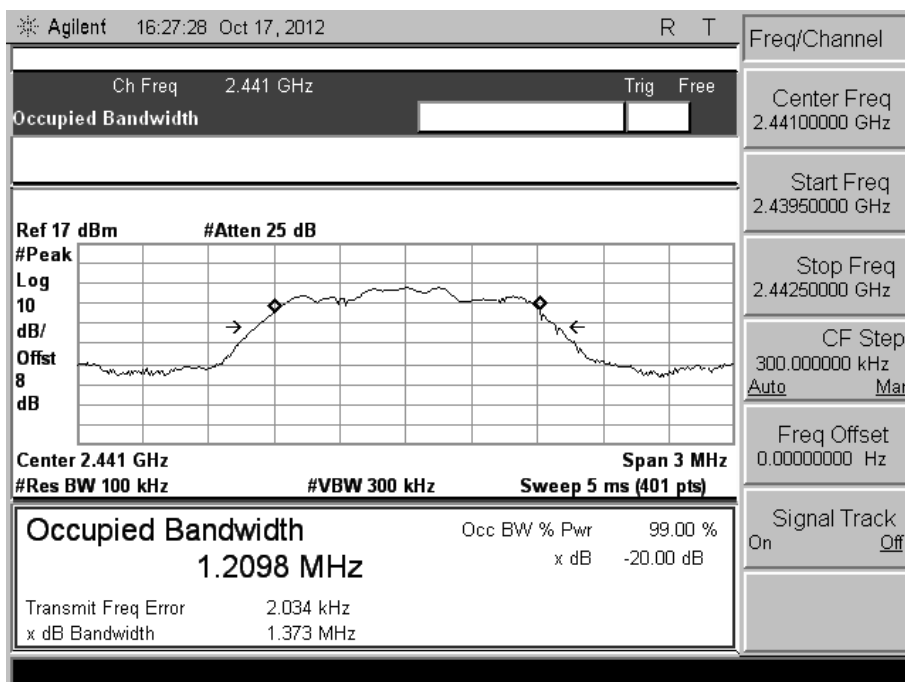 Agilent 16:27:28 Oct 17, 2012 R T
Ch Freq 2.441 GHz Trig Free
Occupied Bandwidth
Ref 17 dBm #Atten 25 dB
#Peak
Log
10
dB/
Offst
8
dB
Center 2.441 GHz Span 3 MHz
#Res BW 100 kHz #VBW 300 kHz Sweep 5 ms (401 pts)
Occupied Bandwidth
1.2098 MHz
Occ BW % Pwr 99.00 %
x dB -20.00 dB
Transmit Freq Error 2.034 kHz
x dB Bandwidth 1.373 MHz
Freq/Channel
Center Freq
2.44100000 GHz
Start Freq
2.43950000 GHz
Stop Freq
2.44250000 GHz
CF Step
300.000000 kHz
Auto Man
Freq Offset
0.00000000 Hz
Signal Track
On Off